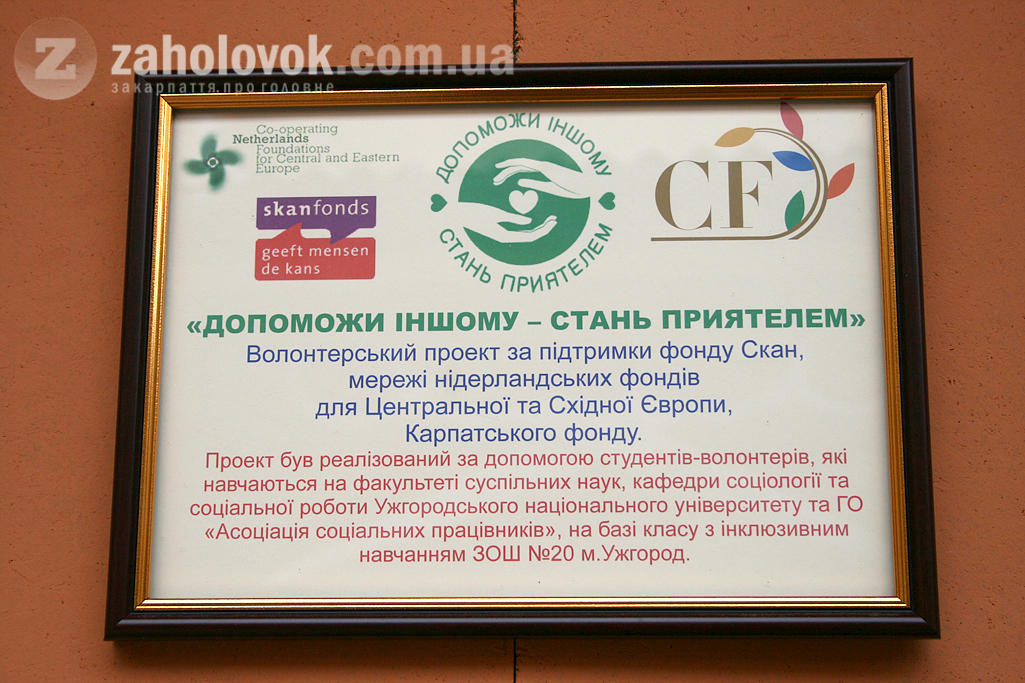 zaholovok.com.ua
закарпаття.про головне
Co-operating
Netherlands
Foundations
for Central and Eastern
Europe
skanfonds
geeft mensen
de kans
ДОПОМОЖИ ІНШОМУ
СТАНЬ ПРИЯТЕЛЕМ
CF
«ДОПОМОЖИ ІНШОМУ – СТАНЬ ПРИЯТЕЛЕМ»
Волонтерський проект за підтримки фонду Скан,
мережі нідерландських фондів
для Центральної та Східної Європи,
Карпатського фонду.
Проект був реалізований за допомогою студентів-волонтерів, які
навчаються на факультеті суспільних наук, кафедри соціології та
соціальної роботи Ужгородського національного університету та ГО
«Асоціація соціальних працівників», на базі класу з інклюзивним
навчанням ЗОШ №20 м.Ужгород.